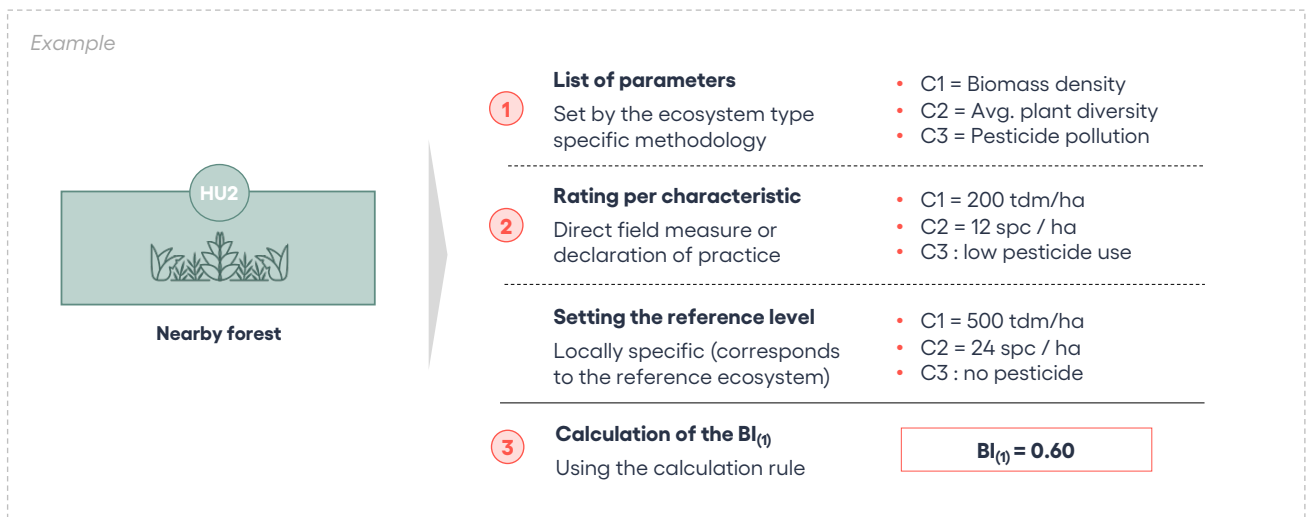 Example
HU2
Nearby forest
1
List of parameters
Set by the ecosystem type
specific methodology
• C1 = Biomass density
• C2 = Avg. plant diversity
• C3 = Pesticide pollution
2
Rating per characteristic
Direct field measure or
declaration of practice
• C1 = 200 tdm/ha
• C2 = 12 spc / ha
• C3 : low pesticide use
Setting the reference level
Locally specific (corresponds
to the reference ecosystem)
• C1 = 500 tdm/ha
• C2 = 24 spc / ha
• C3 : no pesticide
3
Calculation of the BI(1)
Using the calculation rule
BI(1) = 0.60